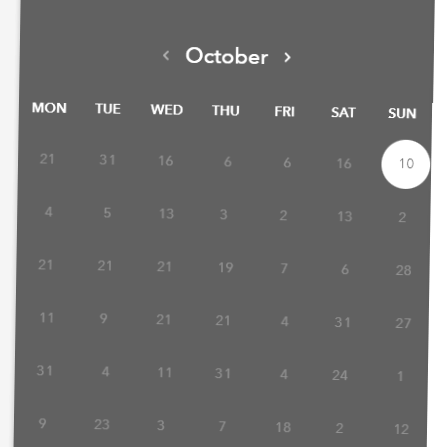 ‹ October ›
MON TUE WED THU FRI SAT SUN
21 31 16 6 6 16 10
4 5 13 3 2 13 2
21 21 21 19 7 6 28
11 9 21 21 4 31 27
31 4 11 31 4 24 1
9 23 3 7 18 2 12